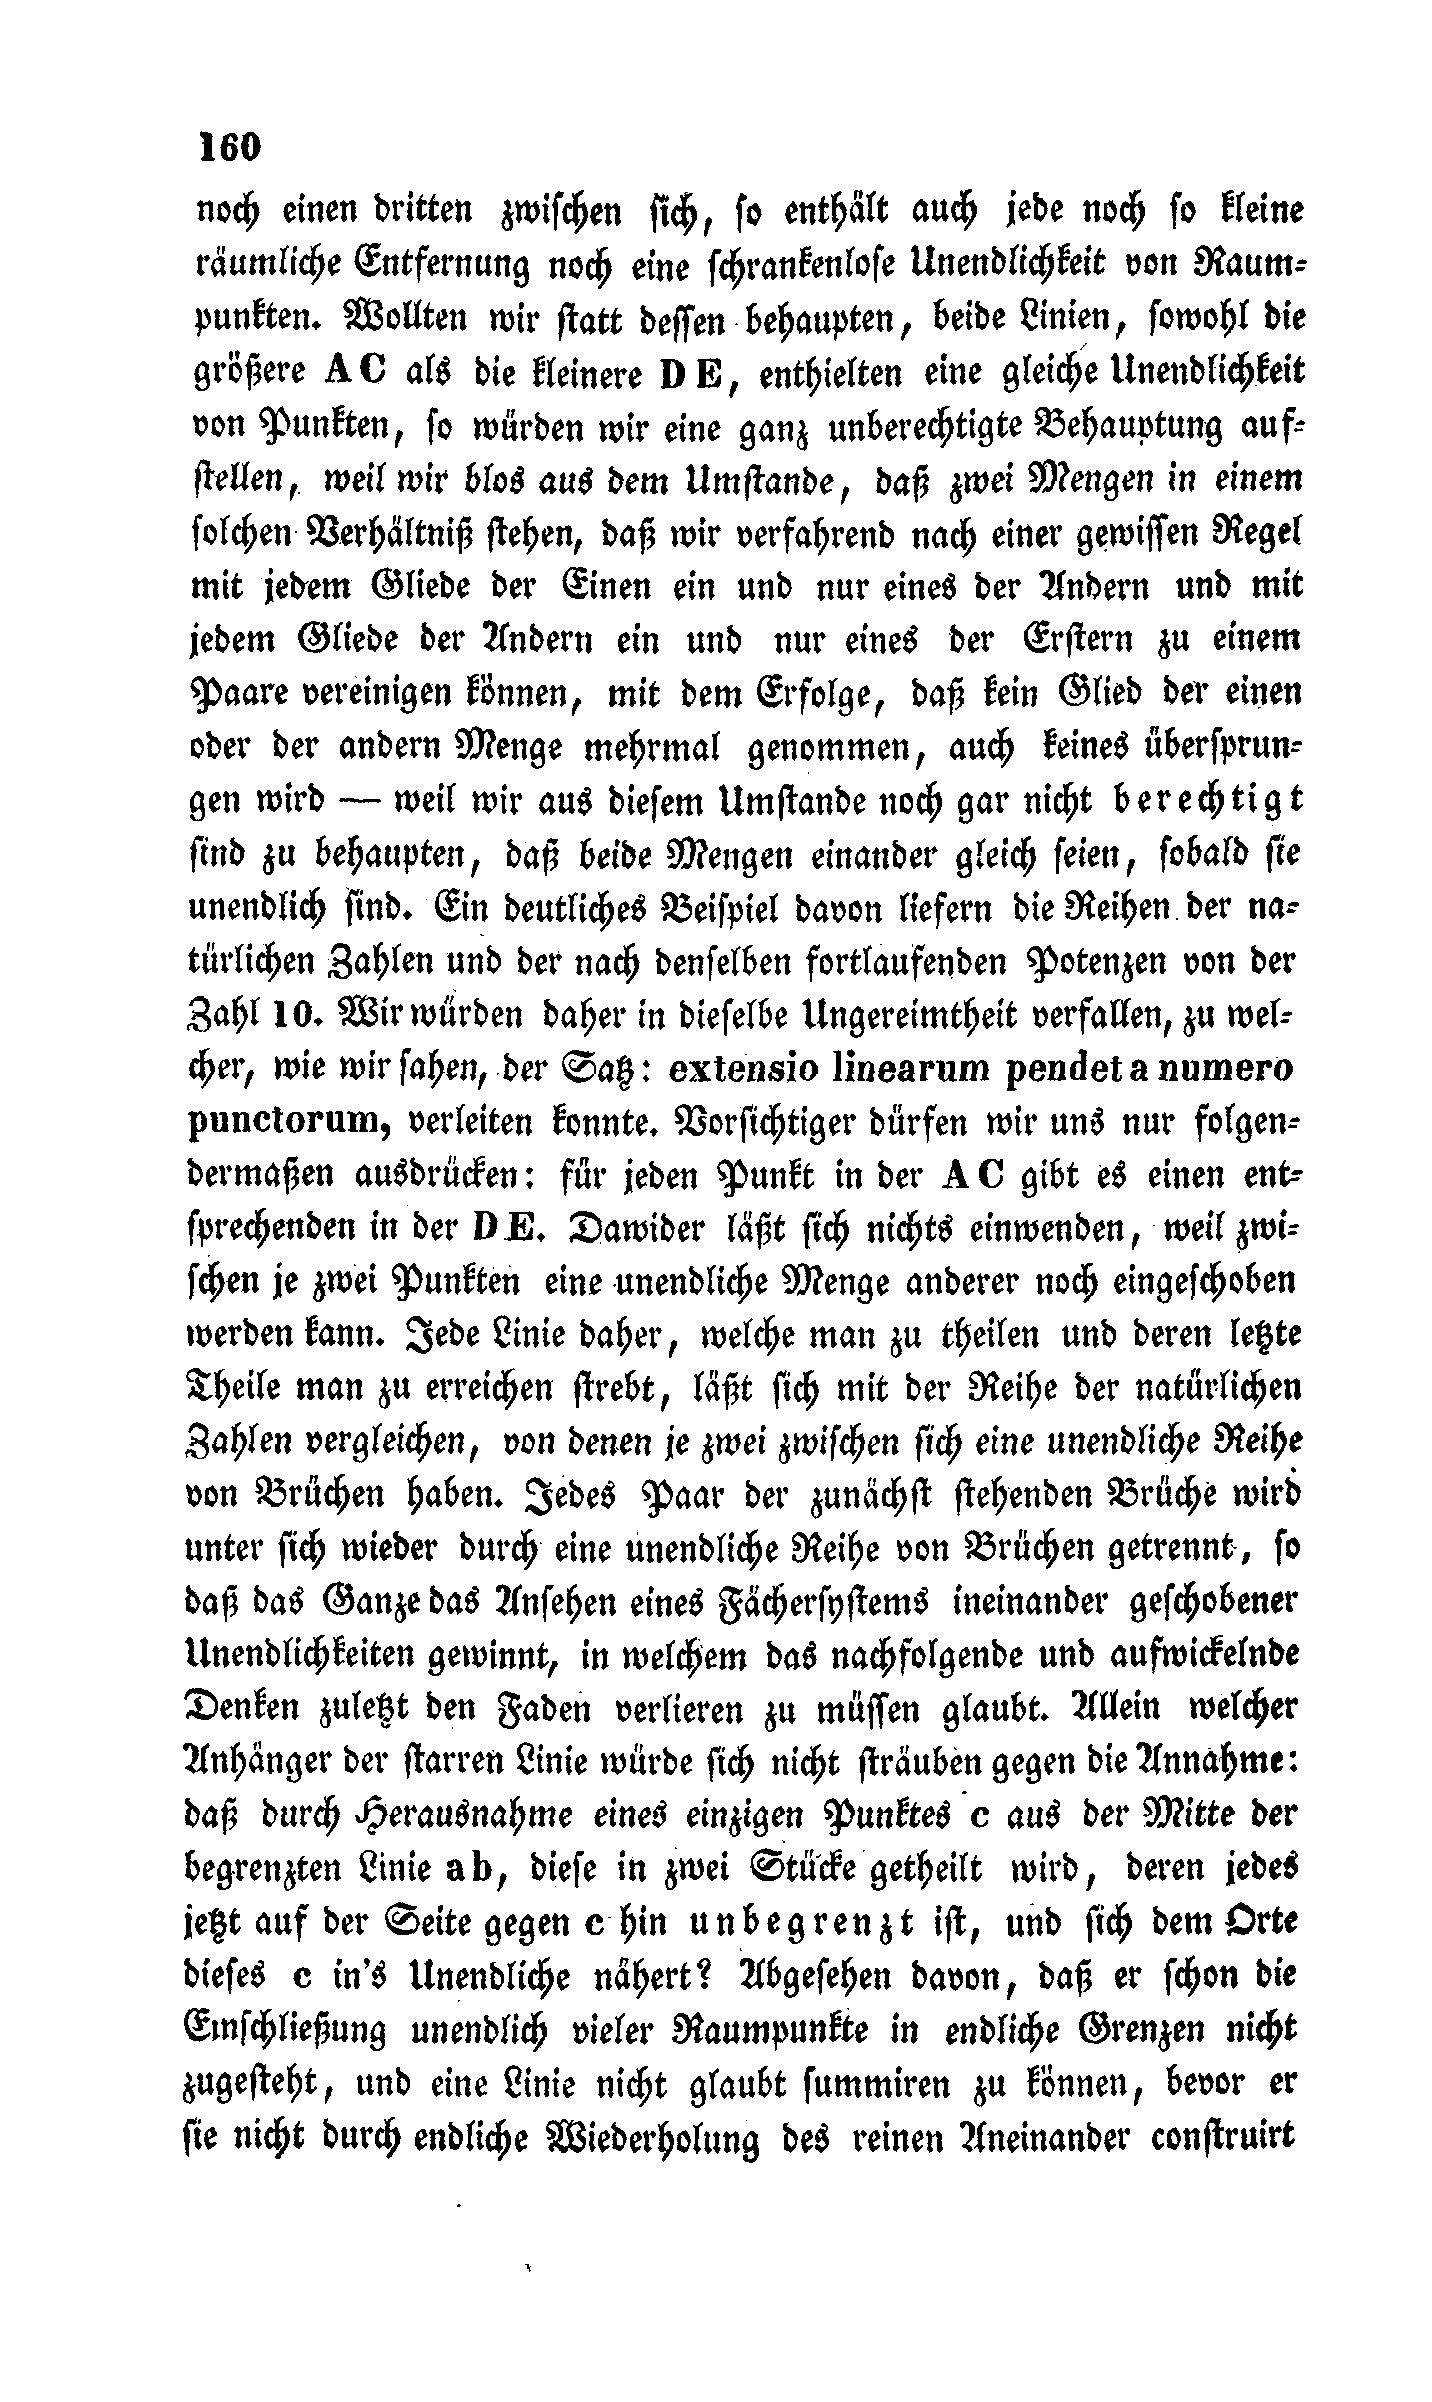 160
noch einen dritten zwischen sich, so enthält auch jede noch so kleine
räumliche Entfernung noch eine schrankenlose Unendlichkeit von Raum-
punkten. Wollten wir statt dessen behaupten, beide Linien, sowohl die
größere A C als die kleinere D E, enthielten eine gleiche Unendlichkeit
von Punkten, so würden wir eine ganz unberechtigte Behauptung auf-
stellen, weil wir blos aus dem Umstande, daß zwei Mengen in einem
solchen Verhältniß stehen, daß wir verfahrend nach einer gewissen Regel
mit jedem Gliede der Einen ein und nur eines der Andern und mit
jedem Gliede der Andern ein und nur eines der Erstern zu einem
Paare vereinigen können, mit dem Erfolge, daß kein Glied der einen
oder der andern Menge mehrmal genommen, auch keines übersprun-
gen wird — weil wir aus diesem Umstande noch gar nicht berechtigt
sind zu behaupten, daß beide Mengen einander gleich seien, sobald sie
unendlich sind. Ein deutliches Beispiel davon liefern die Reihen der na-
türlichen Zahlen und der nach denselben fortlaufenden Potenzen von der
Zahl 10. Wir würden daher in dieselbe Ungereimtheit verfallen, zu wel-
cher, wie wir sahen, der Satz: extensio linearum pendet a numero
punctorum, verleiten konnte. Vorsichtiger dürfen wir uns nur folgen-
dermaßen ausdrücken: für jeden Punkt in der A C gibt es einen ent-
sprechenden in der D E. Dawider läßt sich nichts einwenden, weil zwi-
schen je zwei Punkten eine unendliche Menge anderer noch eingeschoben
werden kann. Jede Linie daher, welche man zu theilen und deren letzte
Theile man zu erreichen strebt, läßt sich mit der Reihe der natürlichen
Zahlen vergleichen, von denen je zwei zwischen sich eine unendliche Reihe
von Brüchen haben. Jedes Paar der zunächst stehenden Brüche wird
unter sich wieder durch eine unendliche Reihe von Brüchen getrennt, so
daß das Ganze das Ansehen eines Fächersystems ineinander geschobener
Unendlichkeiten gewinnt, in welchem das nachfolgende und aufwickelnde
Denken zuletzt den Faden verlieren zu müssen glaubt. Allein welcher
Anhänger der starren Linie würde sich nicht sträuben gegen die Annahme:
daß durch Herausnahme eines einzigen Punktes c aus der Mitte der
begrenzten Linie ab, diese in zwei Stücke getheilt wird, deren jedes
jetzt auf der Seite gegen c hin unbegrenzt ist, und sich dem Orte
dieses c in's Unendliche nähert? Abgesehen davon, daß er schon die
Einschließung unendlich vieler Raumpunkte in endliche Grenzen nicht
zugesteht, und eine Linie nicht glaubt summiren zu können, bevor er
sie nicht durch endliche Wiederholung des reinen Aneinander construirt